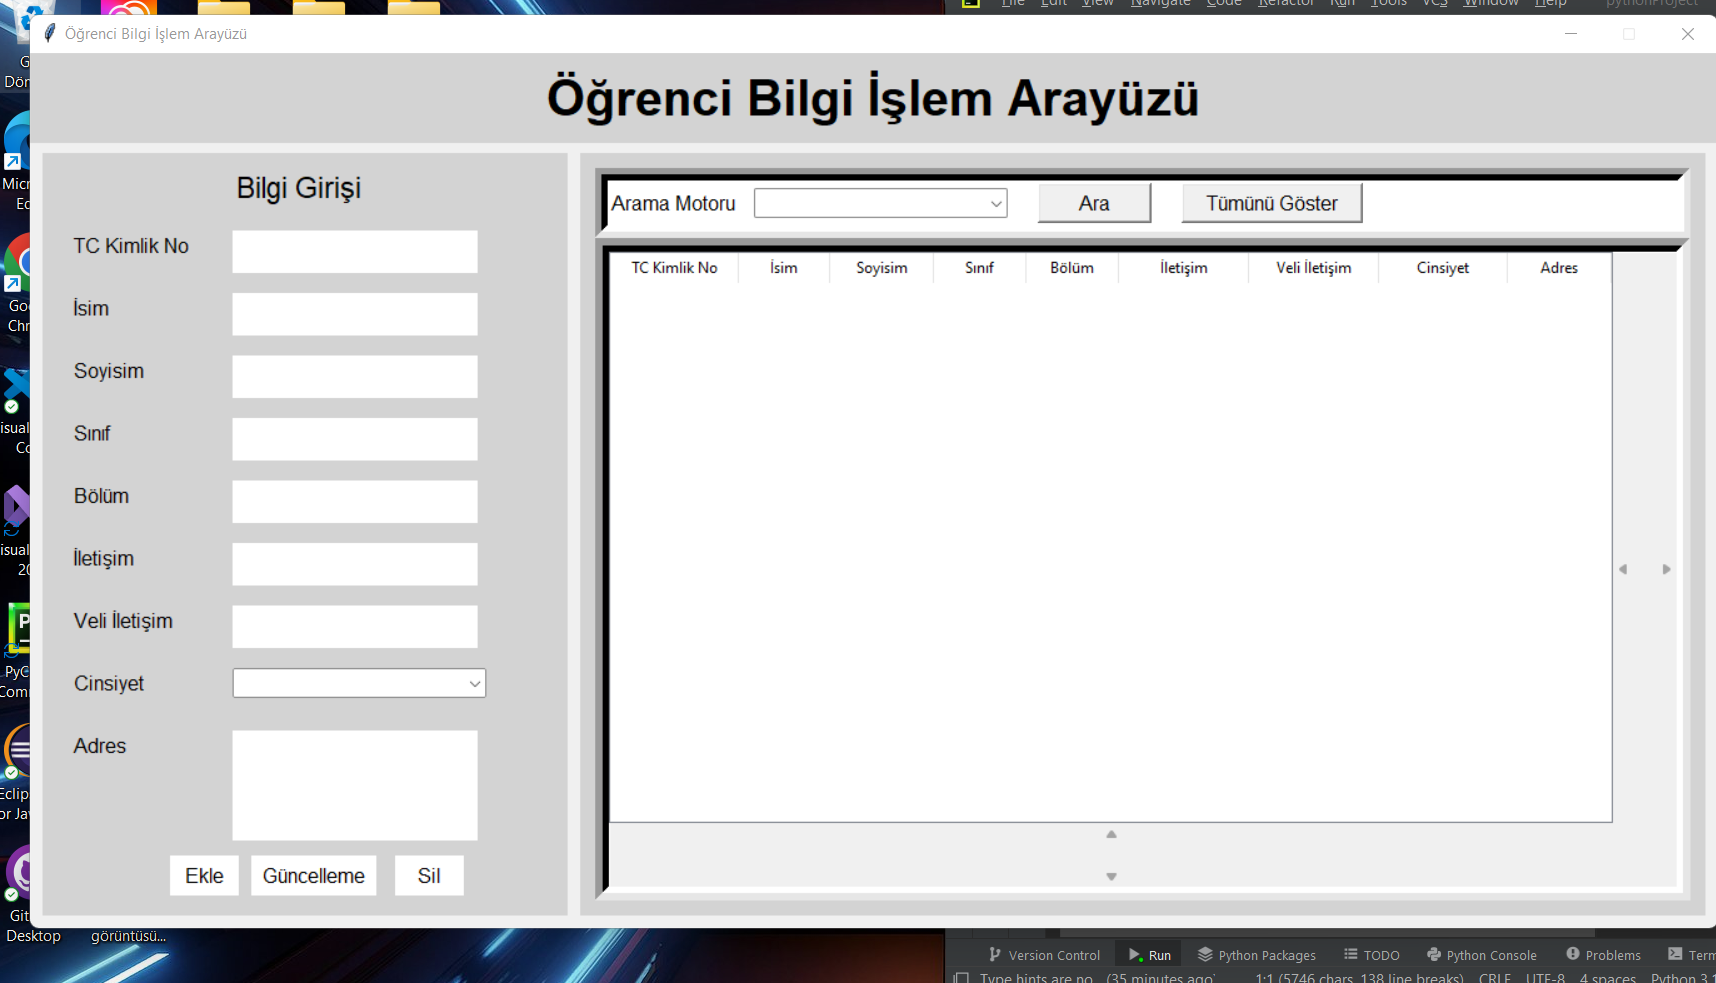 File Edit View Navigate Code Refactor Run Tools VCS Window Help pythonProject
Öğrenci Bilgi İşlem Arayüzü
Öğrenci Bilgi İşlem Arayüzü
Bilgi Girişi
TC Kimlik No
İsim
Soyisim
Sınıf
Bölüm
İletişim
Veli İletişim
Cinsiyet
Adres
Ekle Güncelleme Sil
Arama Motoru Ara Tümünü Göster
TC Kimlik No İsim Soyisim Sınıf Bölüm İletişim Veli İletişim Cinsiyet Adres
Git
Desktop
görüntüsü...
Version Control Run Python Packages TODO Python Console Problems
Type hints are no... (35 minutes ago) 1:1 (5746 chars, 138 line breaks) CRLF UTF-8 4 spaces